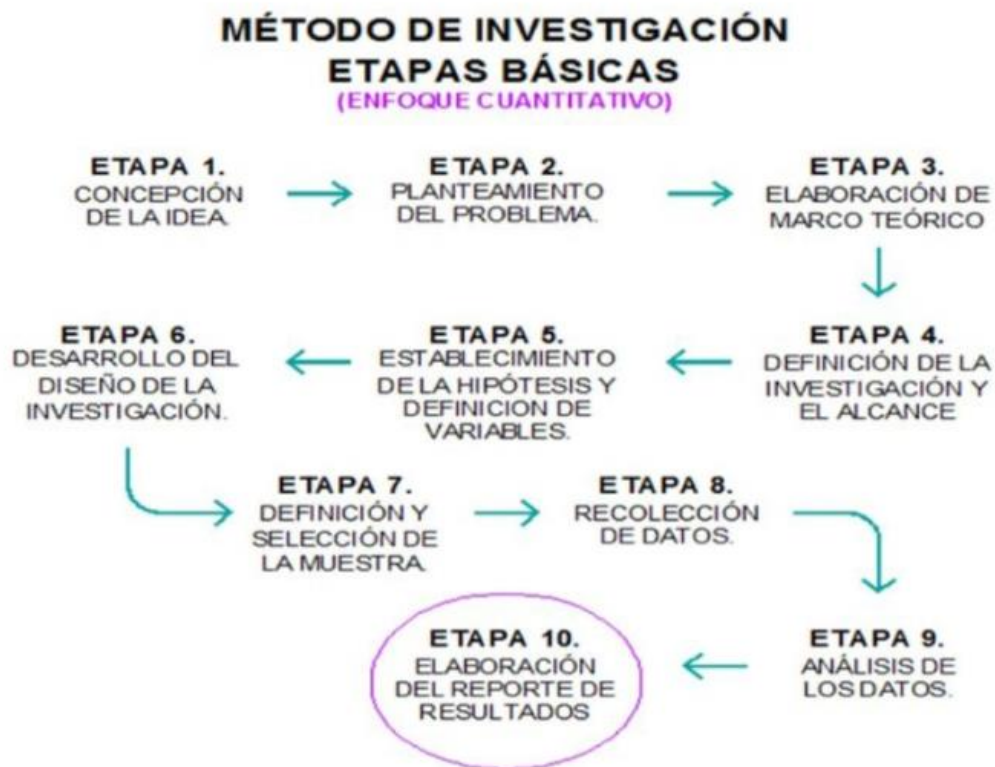 MÉTODO DE INVESTIGACIÓN
ETAPAS BÁSICAS
(ENFOQUE CUANTITATIVO)
ETAPA 1.
CONCEPCIÓN
DE LA IDEA.
ETAPA 2.
PLANTEAMIENTO
DEL PROBLEMA.
ETAPA 3.
ELABORACIÓN DE
MARCO TEÓRICO
ETAPA 4.
DEFINICIÓN DE LA
INVESTIGACIÓN Y
EL ALCANCE
ETAPA 5.
ESTABLECIMIENTO
DE LA HIPÓTESIS Y
DEFINICION DE
VARIABLES.
ETAPA 6.
DESARROLLO DEL
DISEÑO DE LA
INVESTIGACIÓN.
ETAPA 7.
DEFINICIÓN Y
SELECCIÓN DE
LA MUESTRA.
ETAPA 8.
RECOLECCIÓN
DE DATOS.
ETAPA 9.
ANÁLISIS DE
LOS DATOS.
ETAPA 10.
ELABORACIÓN
DEL REPORTE DE
RESULTADOS